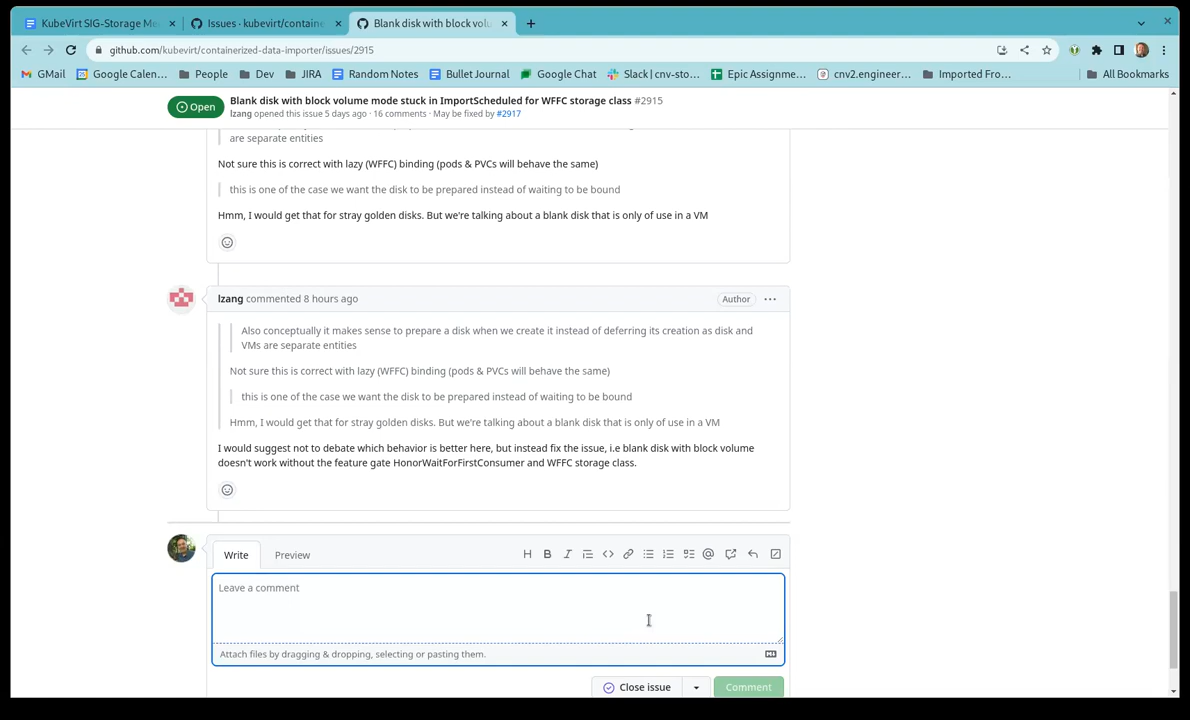 KubeVirt SIG-Storage Me
Issues · kubevirt/containe
Blank disk with block volu
github.com/kubevirt/containerized-data-importer/issues/2915
GMail
Google Calen...
People
Dev
JIRA
Random Notes
Bullet Journal
Google Chat
Slack | cnv-sto...
Epic Assignme...
cnv2.engineer...
Imported Fro...
All Bookmarks
Open
Blank disk with block volume mode stuck in ImportScheduled for WFFC storage class #2915
lzang opened this issue 5 days ago · 16 comments · May be fixed by #2917
are separate entities
Not sure this is correct with lazy (WFFC) binding (pods & PVCs will behave the same)
this is one of the case we want the disk to be prepared instead of waiting to be bound
Hmm, I would get that for stray golden disks. But we're talking about a blank disk that is only of use in a VM
lzang commented 8 hours ago
Author
Also conceptually it makes sense to prepare a disk when we create it instead of deferring its creation as disk and
VMs are separate entities
Not sure this is correct with lazy (WFFC) binding (pods & PVCs will behave the same)
this is one of the case we want the disk to be prepared instead of waiting to be bound
Hmm, I would get that for stray golden disks. But we're talking about a blank disk that is only of use in a VM
I would suggest not to debate which behavior is better here, but instead fix the issue, i.e blank disk with block volume
doesn't work without the feature gate HonorWaitForFirstConsumer and WFFC storage class.
Write
Preview
Leave a comment
Attach files by dragging & dropping, selecting or pasting them.
Close issue
Comment